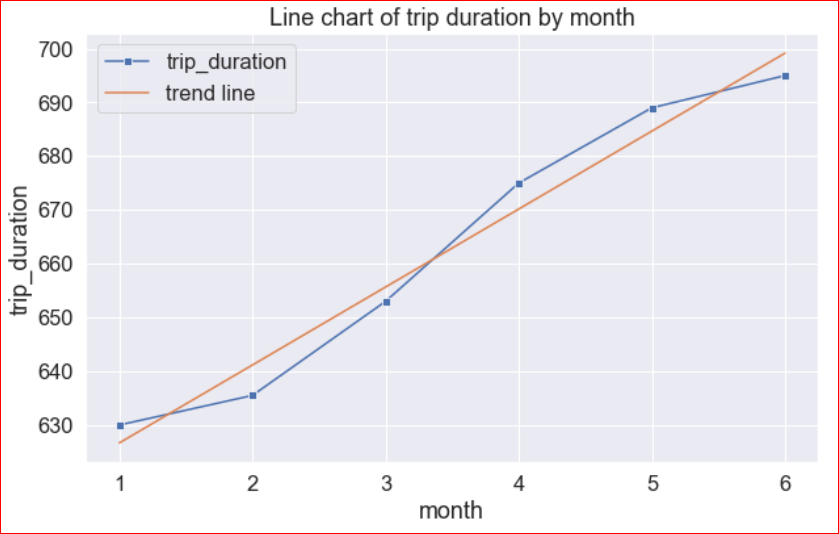 Line chart of trip duration by month
trip_duration
trend line
700
690
680
670
660
650
640
630
trip_duration
1 2 3 4 5 6
month